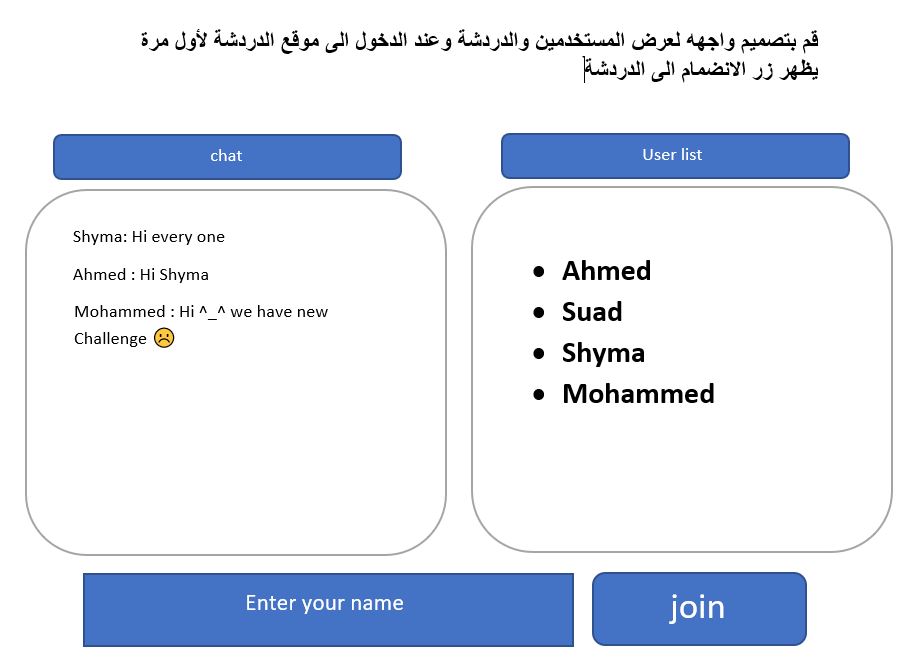 قم بتصميم واجهه لعرض المستخدمين والدردشة وعند الدخول الى موقع الدردشة لأول مرة
يظهر زر الانضمام الى الدردشة
chat
User list
Shyma: Hi every one
Ahmed : Hi Shyma
Mohammed : Hi ^_^ we have new
Challenge ☹️
• Ahmed
• Suad
• Shyma
• Mohammed
Enter your name
join